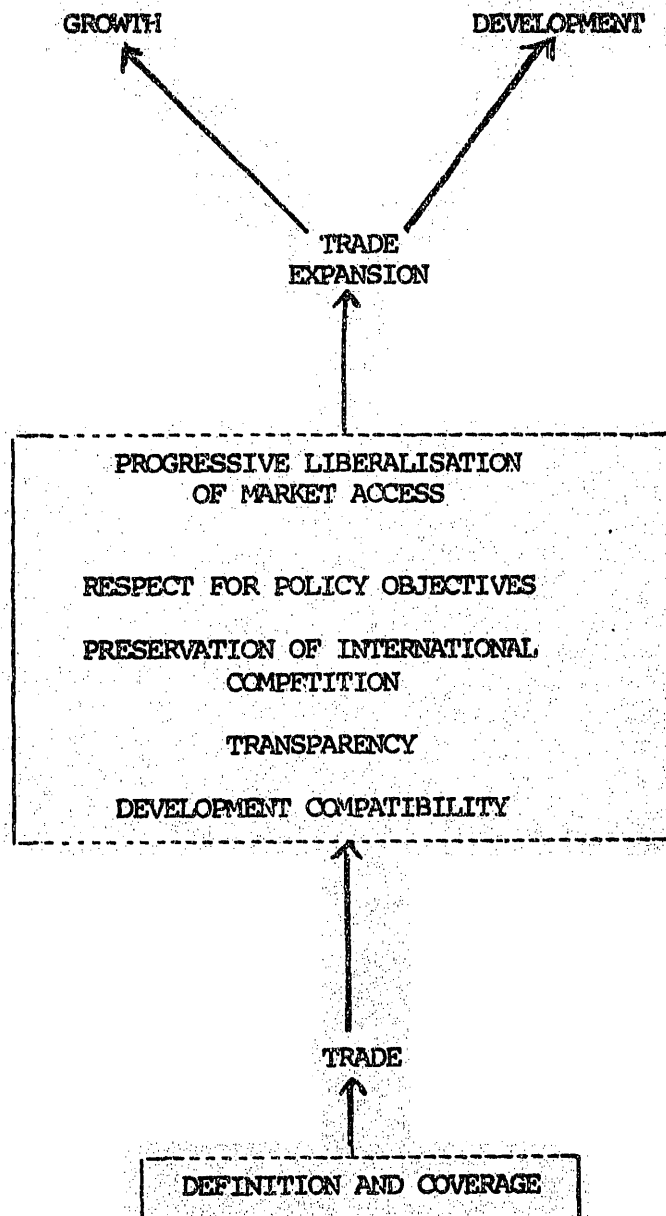 GROWTH DEVELOPMENT
TRADE
EXPANSION
PROGRESSIVE LIBERALISATION
OF MARKET ACCESS
RESPECT FOR POLICY OBJECTIVES
PRESERVATION OF INTERNATIONAL
COMPETITION
TRANSPARENCY
DEVELOPMENT COMPATIBILITY
TRADE
DEFINITION AND COVERAGE